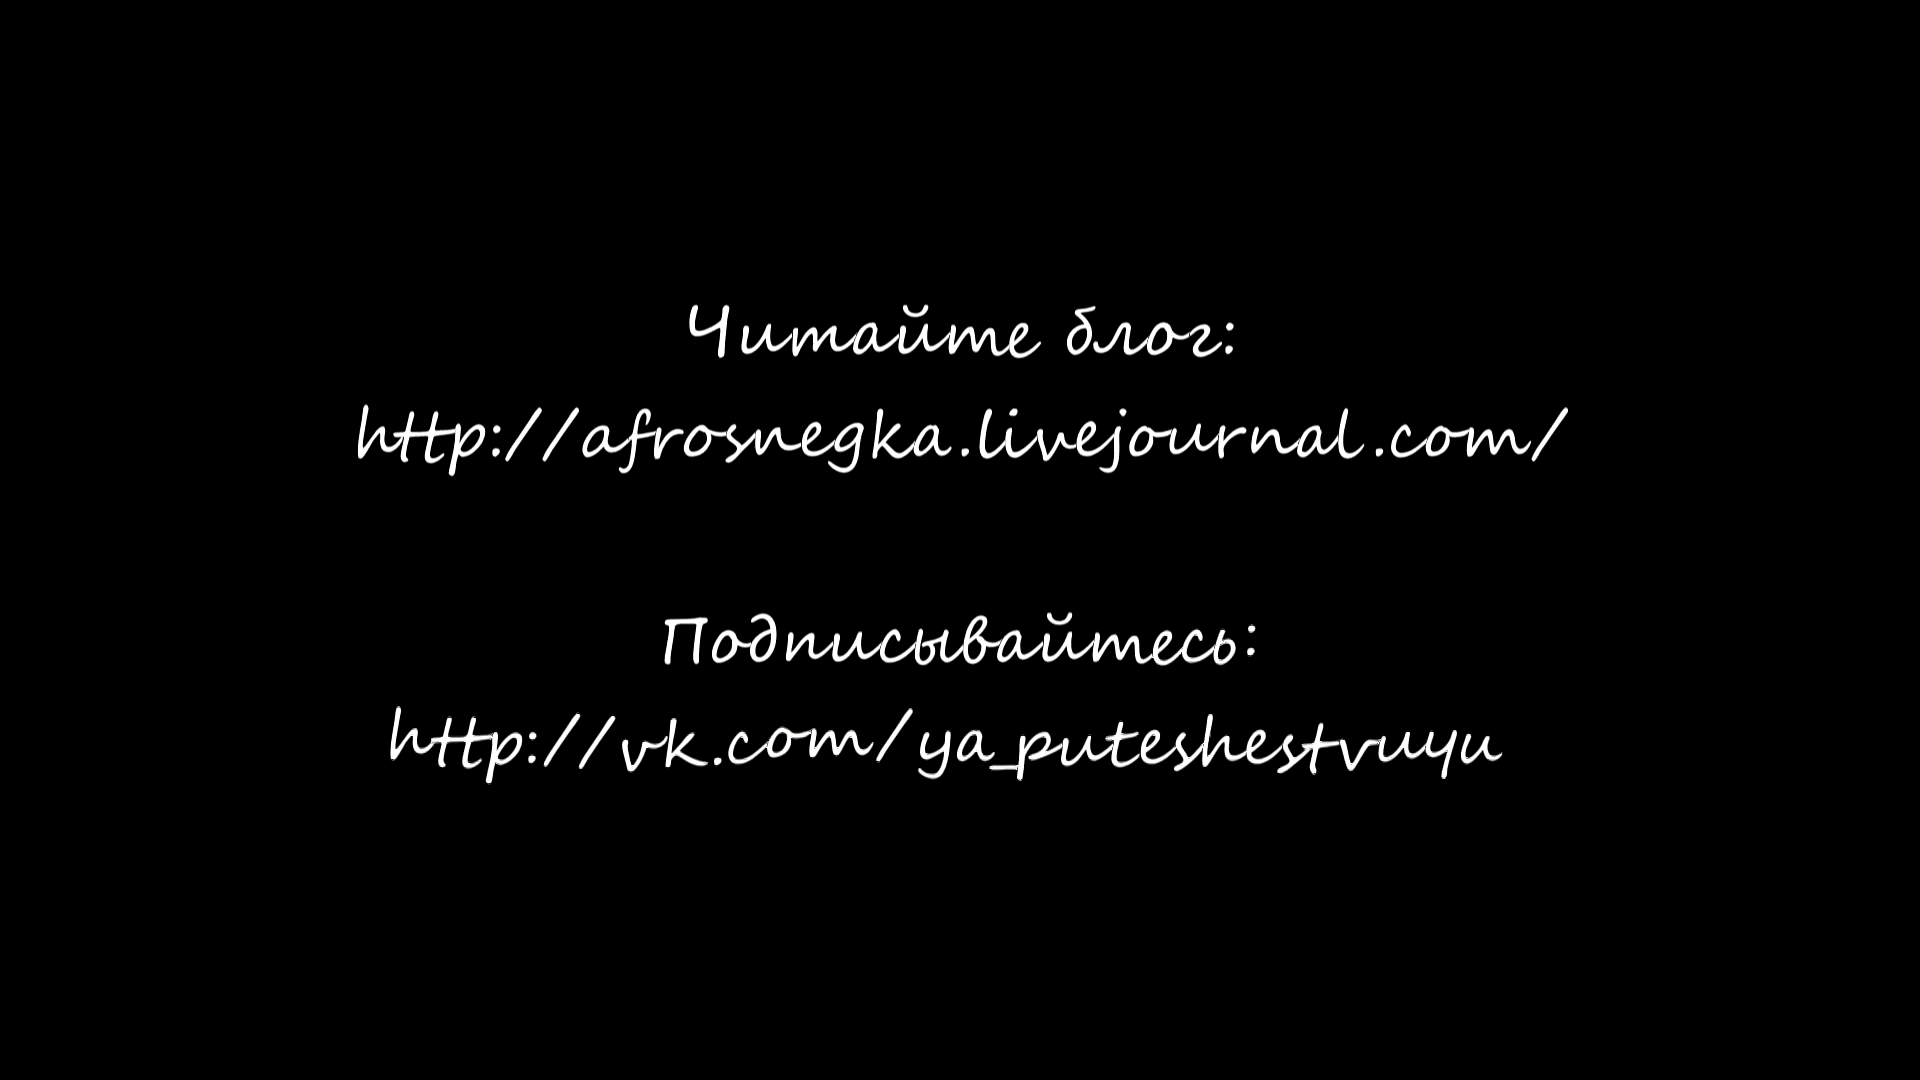 Читайте блог:
http://afrosnegka.livejournal.com/
Подписывайтесь:
http://vk.com/ya_puteshestvuyu